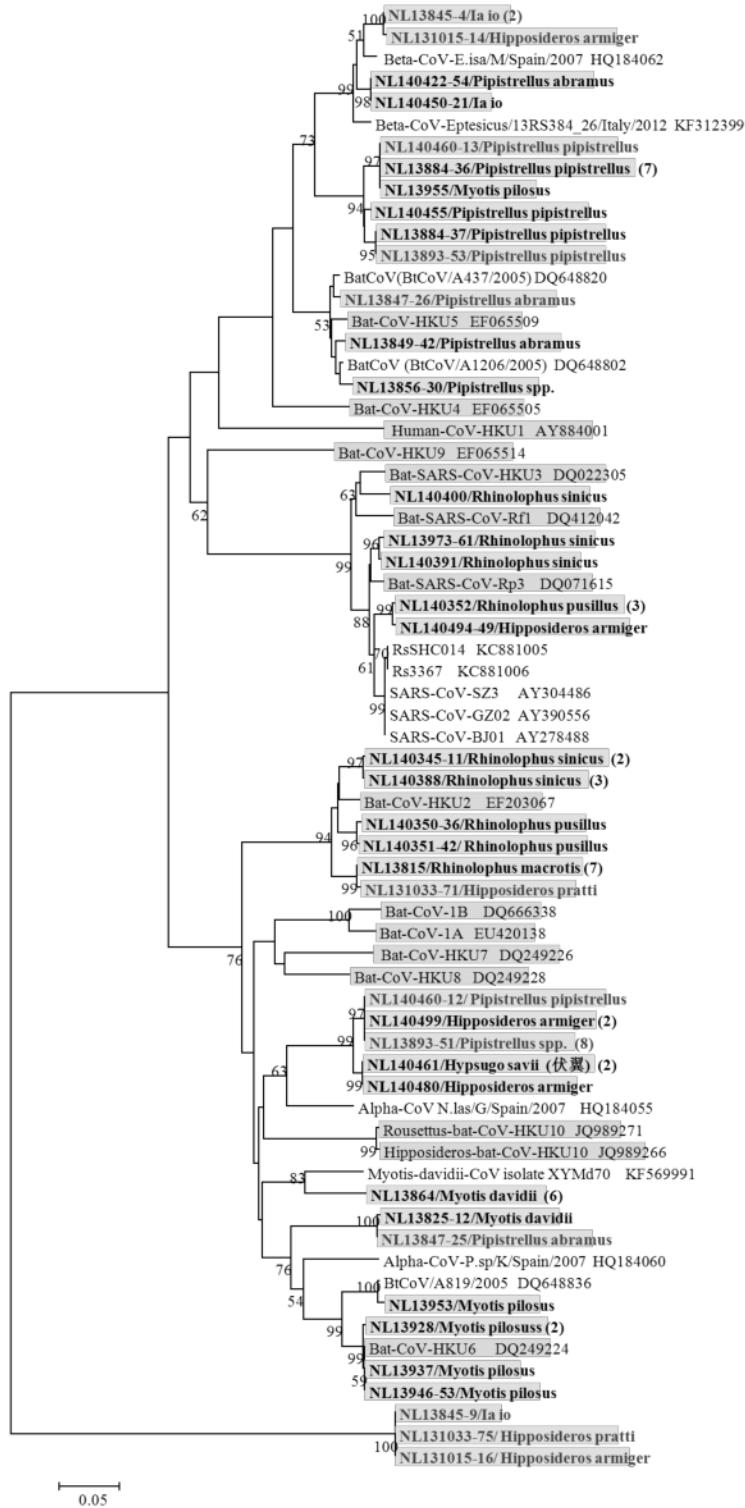 100 NL13845-4/Ia io (2)
51 NL131015-14/Hipposideros armiger
Beta-CoV-E.isa/M/Spain/2007 HQ184062
99 NL140422-54/Pipistrellus abramus
98 NL140450-21/Ia io
Beta-CoV-Eptesicus/13RS384_26/Italy/2012 KF312399
73 NL140460-13/Pipistrellus pipistrellus
97 NL13884-36/Pipistrellus pipistrellus (7)
NL13955/Myotis pilosus
94 NL140455/Pipistrellus pipistrellus
NL13884-37/Pipistrellus pipistrellus
95 NL13893-53/Pipistrellus pipistrellus
BatCoV(BtCoV/A437/2005) DQ648820
NL13847-26/Pipistrellus abramus
53 Bat-CoV-HKU5 EF065509
NL13849-42/Pipistrellus abramus
BatCoV (BtCoV/A1206/2005) DQ648802
NL13856-30/Pipistrellus spp.
Bat-CoV-HKU4 EF065505
Human-CoV-HKU1 AY884001
Bat-CoV-HKU9 EF065514
Bat-SARS-CoV-HKU3 DQ022305
63 NL140400/Rhinolophus sinicus
62 Bat-SARS-CoV-Rf1 DQ412042
96 NL13973-61/Rhinolophus sinicus
99 NL140391/Rhinolophus sinicus
Bat-SARS-CoV-Rp3 DQ071615
99 NL140352/Rhinolophus pusillus (3)
88 NL140494-49/Hipposideros armiger
70 RsSHC014 KC881005
61 Rs3367 KC881006
SARS-CoV-SZ3 AY304486
99 SARS-CoV-GZ02 AY390556
SARS-CoV-BJ01 AY278488
97 NL140345-11/Rhinolophus sinicus (2)
NL140388/Rhinolophus sinicus (3)
Bat-CoV-HKU2 EF203067
94 NL140350-36/Rhinolophus pusillus
96 NL140351-42/ Rhinolophus pusillus
NL13815/Rhinolophus macrotis (7)
99 NL131033-71/Hipposideros pratti
100 Bat-CoV-1B DQ666338
Bat-CoV-1A EU420138
76 Bat-CoV-HKU7 DQ249226
Bat-CoV-HKU8 DQ249228
NL140460-12/ Pipistrellus pipistrellus
97 NL140499/Hipposideros armiger (2)
99 NL13893-51/Pipistrellus spp. (8)
63 NL140461/Hypsugo savii (伏翼) (2)
99 NL140480/Hipposideros armiger
Alpha-CoV N.las/G/Spain/2007 HQ184055
Rousettus-bat-CoV-HKU10 JQ989271
99 Hipposideros-bat-CoV-HKU10 JQ989266
83 Myotis-davidii-CoV isolate XYMd70 KF569991
NL13864/Myotis davidii (6)
100 NL13825-12/Myotis davidii
NL13847-25/Pipistrellus abramus
76 Alpha-CoV-P.sp/K/Spain/2007 HQ184060
100 BtCoV/A819/2005 DQ648836
54 NL13953/Myotis pilosus
99 NL13928/Myotis pilosuss (2)
99 Bat-CoV-HKU6 DQ249224
59 NL13937/Myotis pilosus
NL13946-53/Myotis pilosus
NL13845-9/Ia io
100 NL131033-75/ Hipposideros pratti
NL131015-16/ Hipposideros armiger
0.05